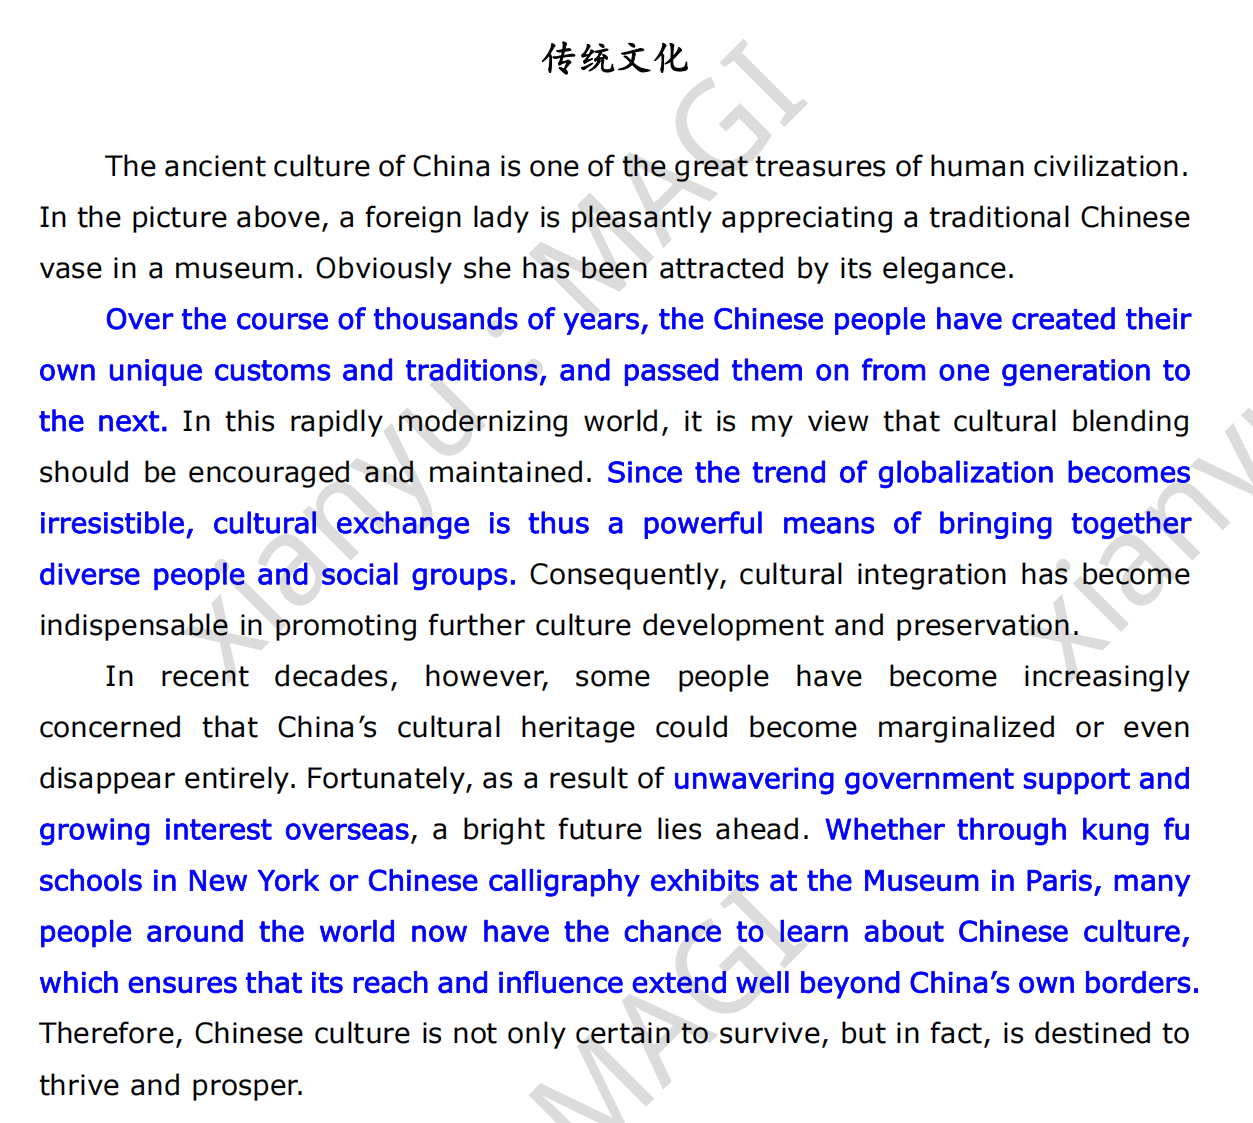 传统文化
The ancient culture of China is one of the great treasures of human civilization.
In the picture above, a foreign lady is pleasantly appreciating a traditional Chinese
vase in a museum. Obviously she has been attracted by its elegance.
Over the course of thousands of years, the Chinese people have created their
own unique customs and traditions, and passed them on from one generation to
the next. In this rapidly modernizing world, it is my view that cultural blending
should be encouraged and maintained. Since the trend of globalization becomes
irresistible, cultural exchange is thus a powerful means of bringing together
diverse people and social groups. Consequently, cultural integration has become
indispensable in promoting further culture development and preservation.
In recent decades, however, some people have become increasingly
concerned that China’s cultural heritage could become marginalized or even
disappear entirely. Fortunately, as a result of unwavering government support and
growing interest overseas, a bright future lies ahead. Whether through kung fu
schools in New York or Chinese calligraphy exhibits at the Museum in Paris, many
people around the world now have the chance to learn about Chinese culture,
which ensures that its reach and influence extend well beyond China’s own borders.
Therefore, Chinese culture is not only certain to survive, but in fact, is destined to
thrive and prosper.
xianyu : MAGI
xianyu
MAGI